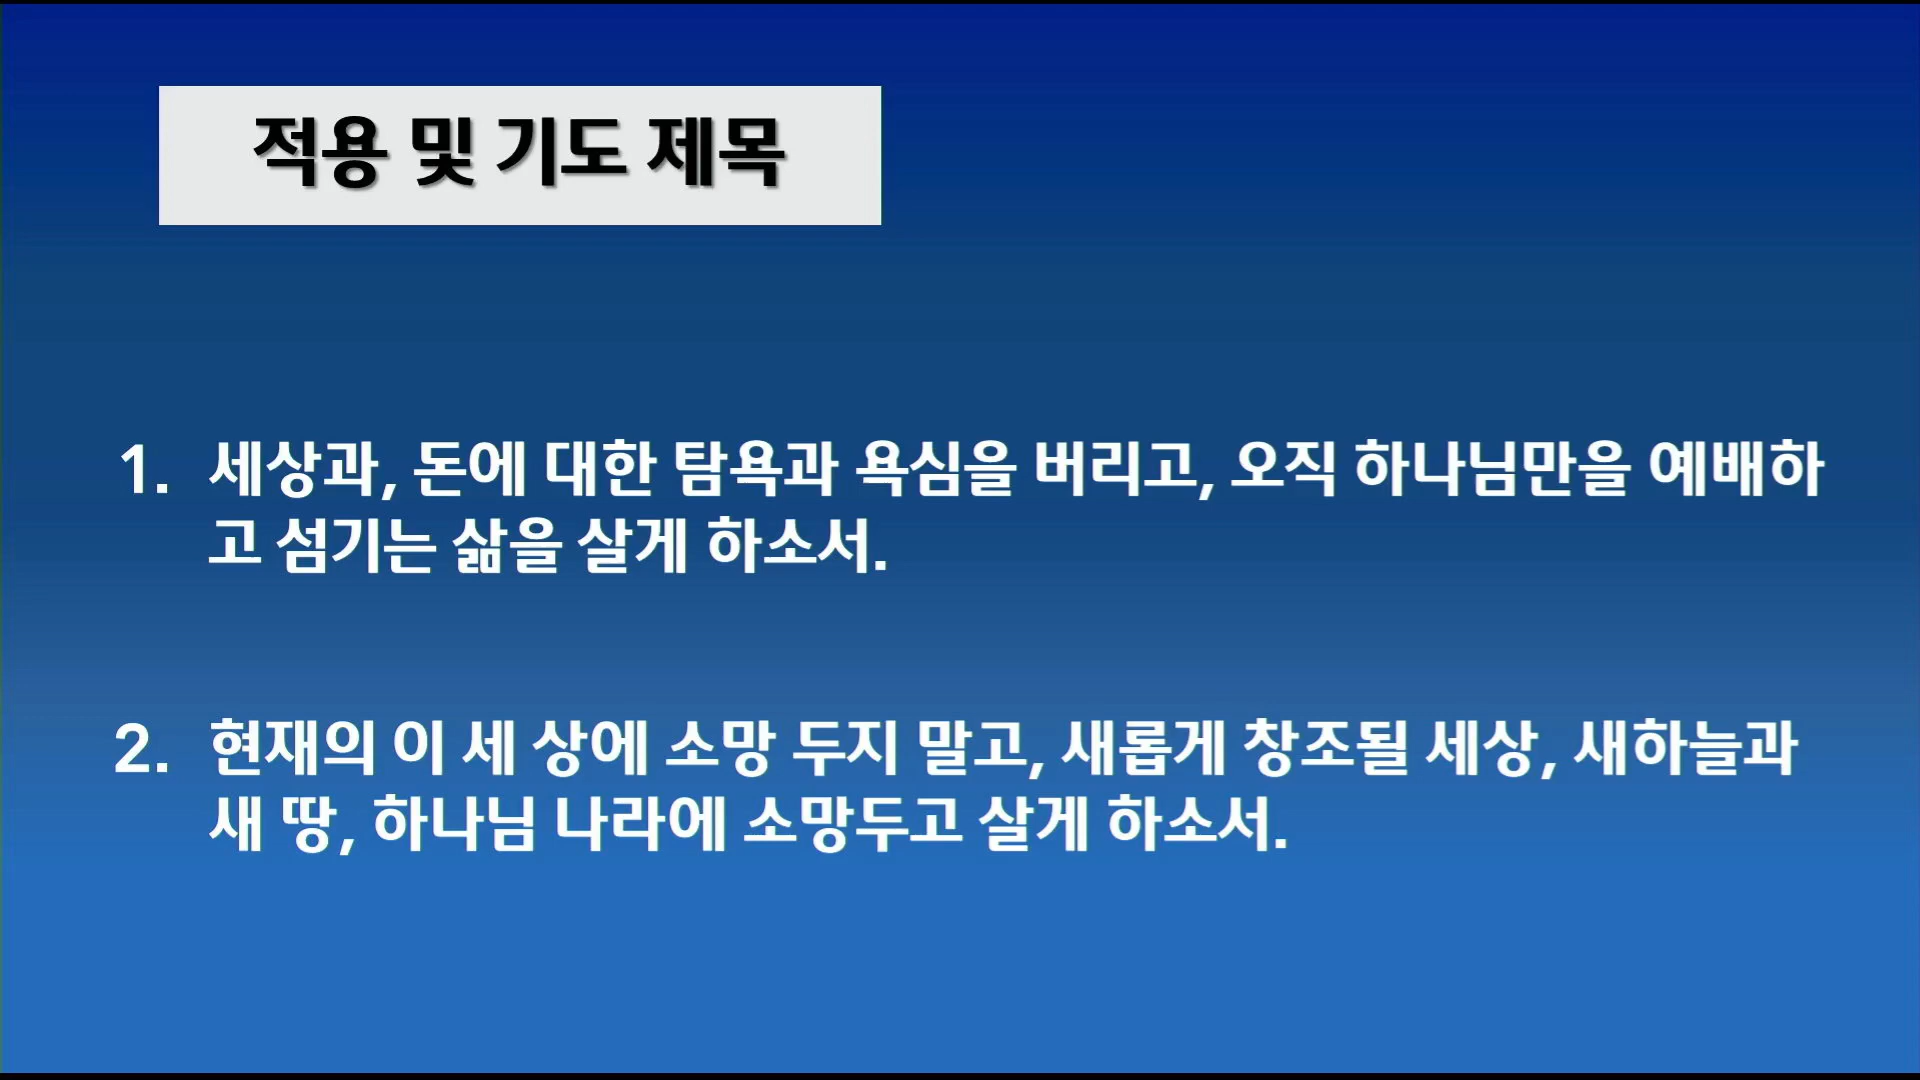 적용 및 기도 제목
1. 세상과, 돈에 대한 탐욕과 욕심을 버리고, 오직 하나님만을 예배하
고 섬기는 삶을 살게 하소서.
2. 현재의 이 세 상에 소망 두지 말고, 새롭게 창조될 세상, 새하늘과
새 땅, 하나님 나라에 소망두고 살게 하소서.